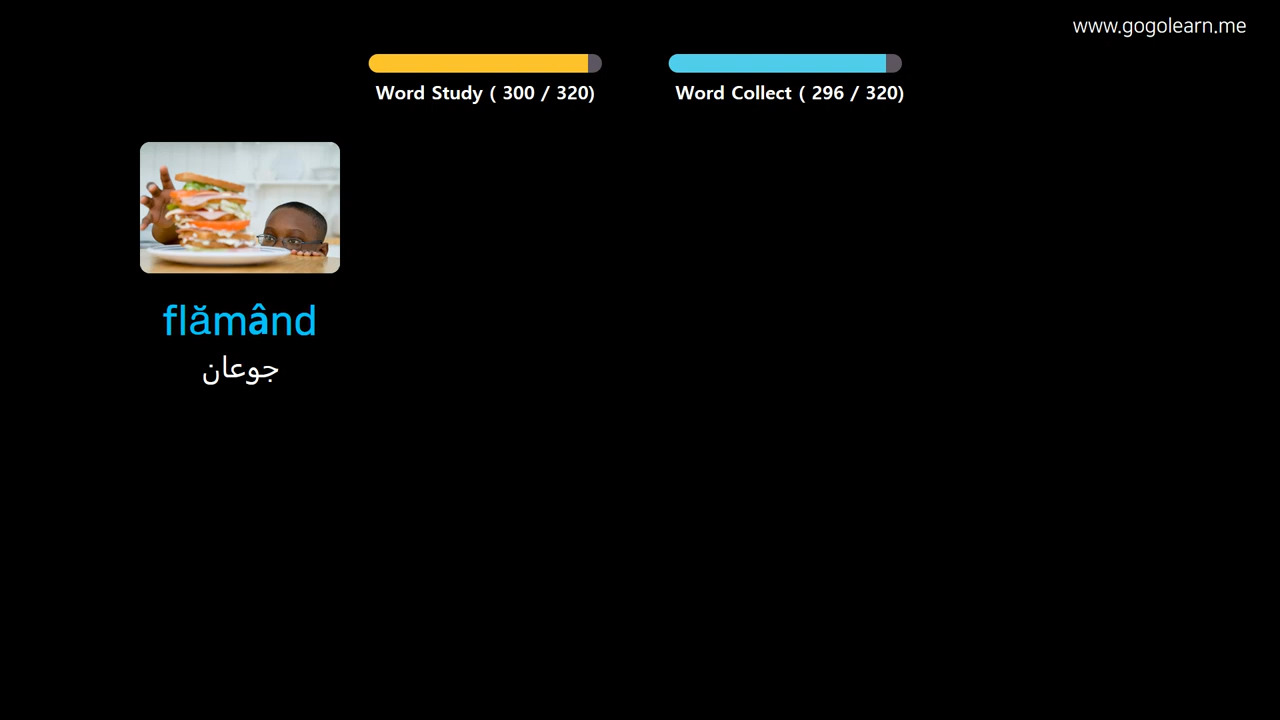 www.gogolearn.me
Word Study ( 300 / 320)
Word Collect ( 296 / 320)
flămând
جوعان